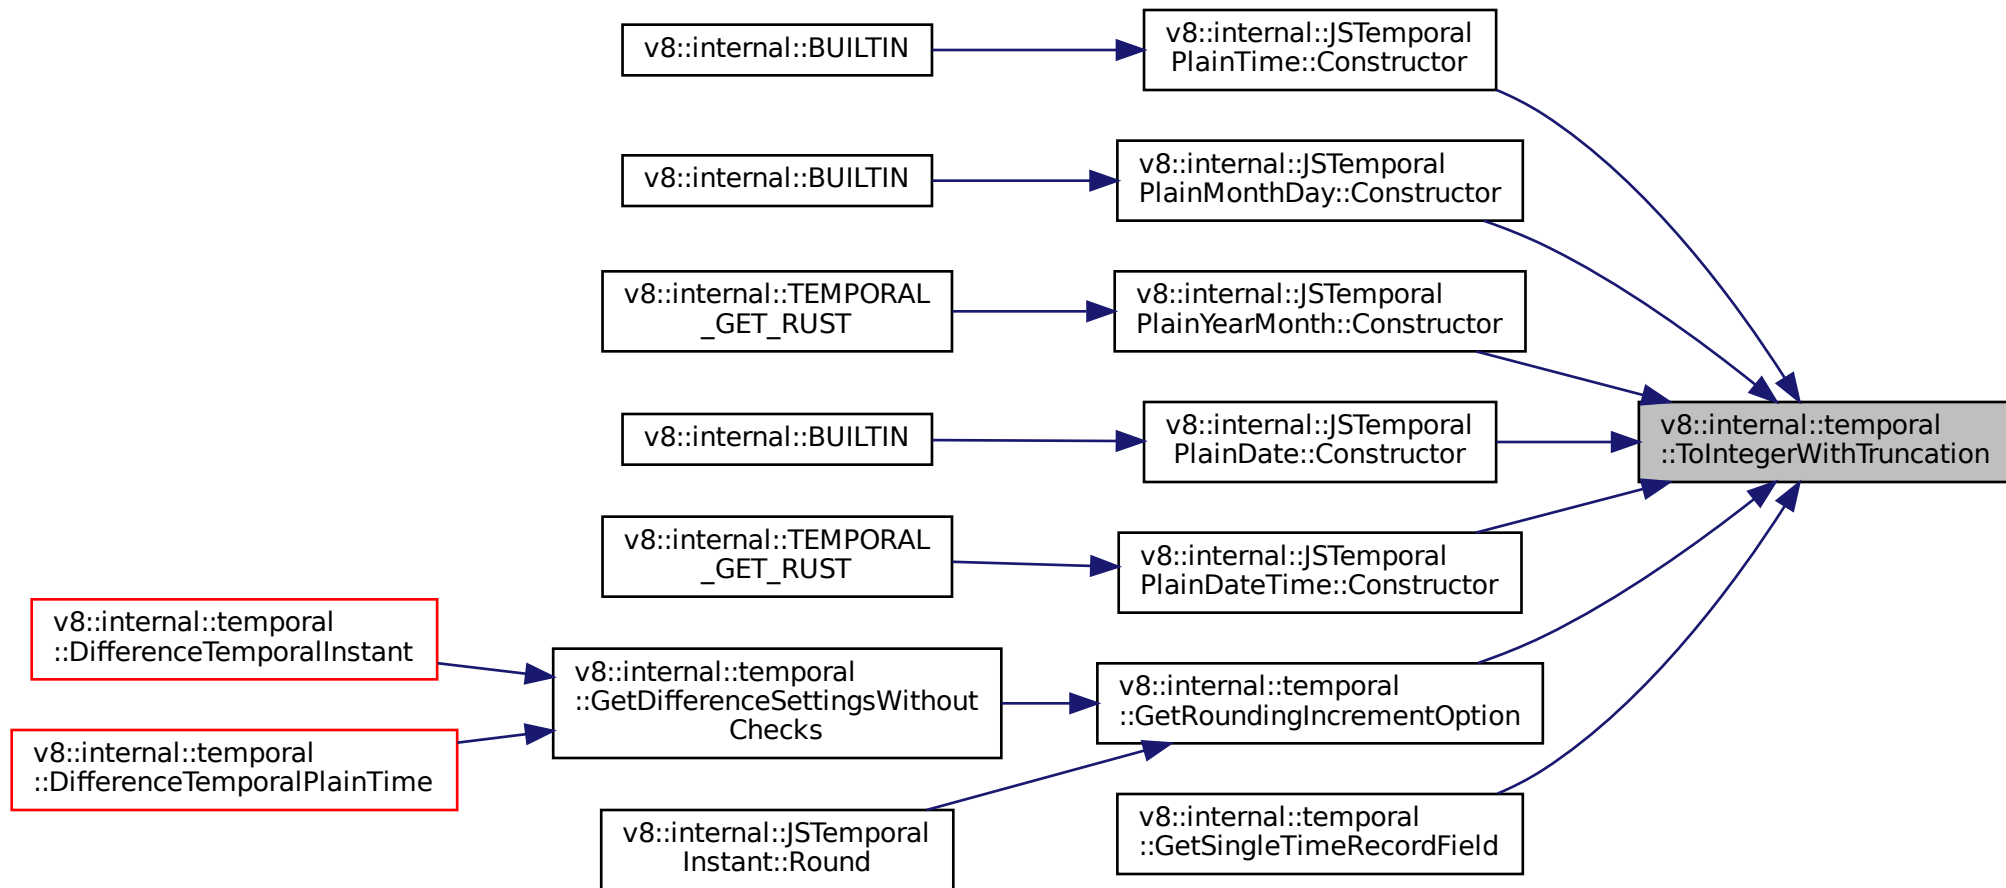 v8::internal::BUILTIN
v8::internal::JSTemporal
PlainTime::Constructor
v8::internal::BUILTIN
v8::internal::JSTemporal
PlainMonthDay::Constructor
v8::internal::TEMPORAL
_GET_RUST
v8::internal::JSTemporal
PlainYearMonth::Constructor
v8::internal::BUILTIN
v8::internal::JSTemporal
PlainDate::Constructor
v8::internal::temporal
::ToIntegerWithTruncation
v8::internal::TEMPORAL
_GET_RUST
v8::internal::JSTemporal
PlainDateTime::Constructor
v8::internal::temporal
::DifferenceTemporalInstant
v8::internal::temporal
::GetDifferenceSettingsWithout
Checks
v8::internal::temporal
::GetRoundingIncrementOption
v8::internal::temporal
::DifferenceTemporalPlainTime
v8::internal::JSTemporal
Instant::Round
v8::internal::temporal
::GetSingleTimeRecordField